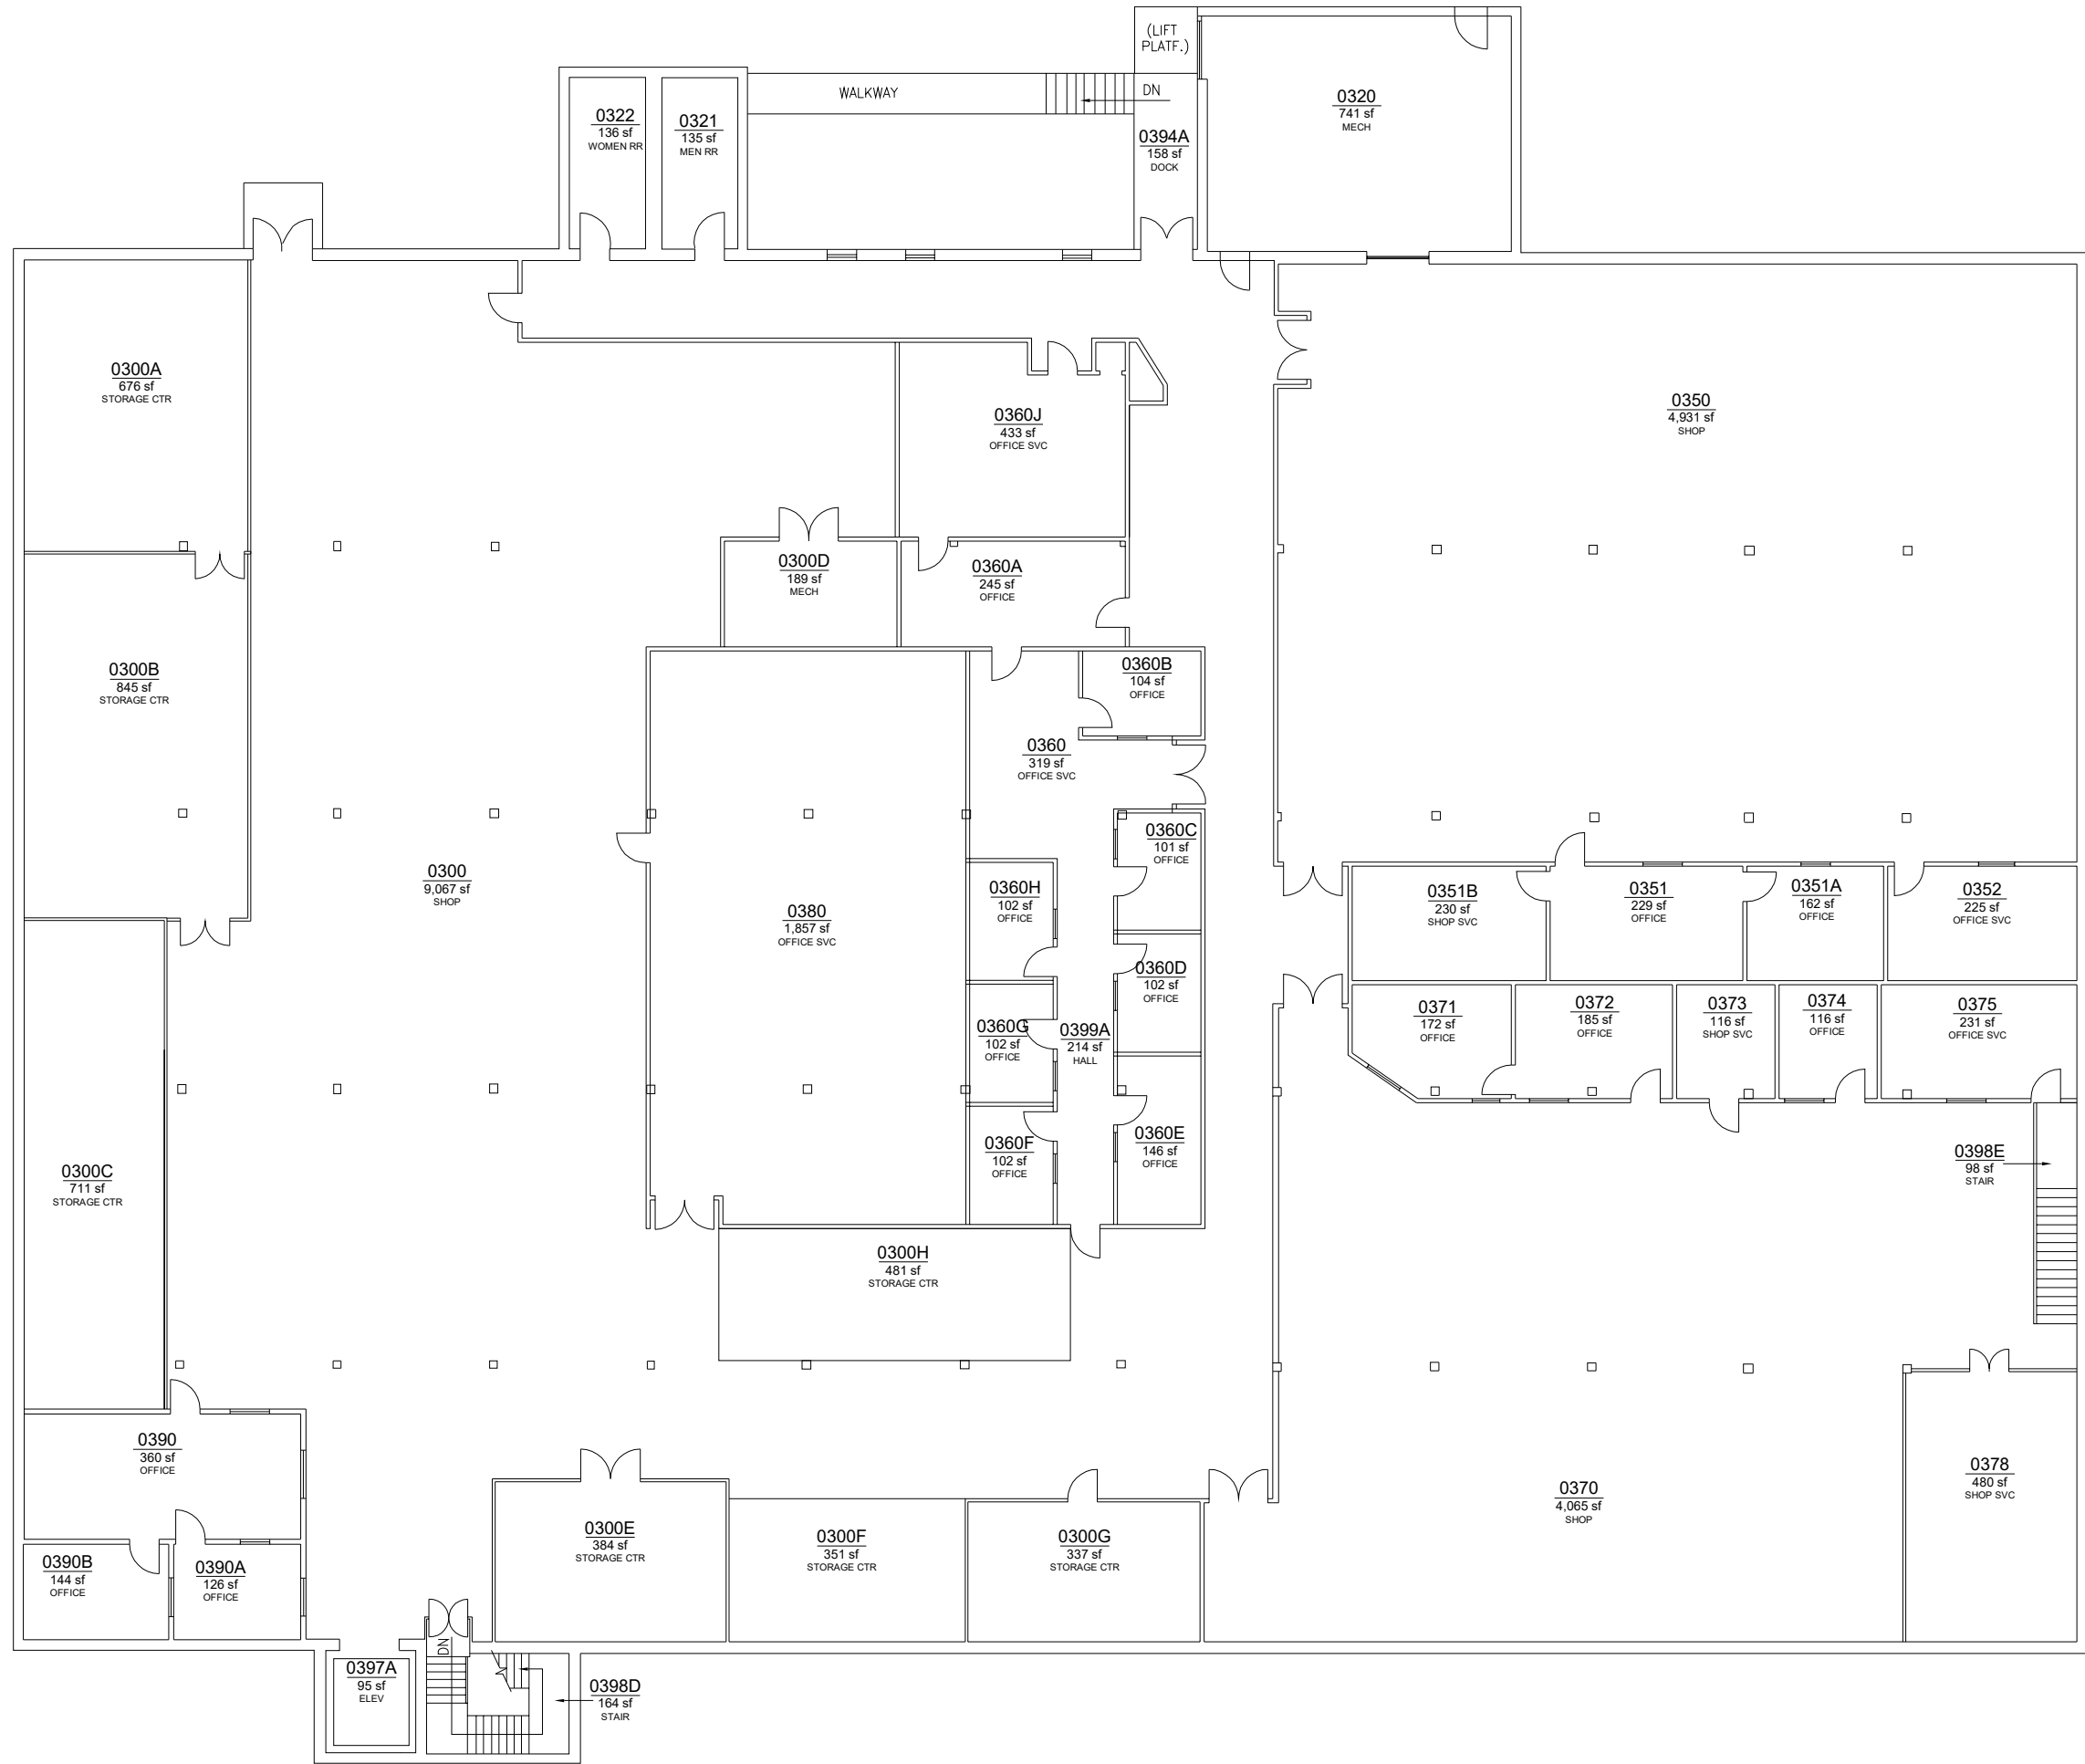 (LIFT
PLATF.)
WALKWAY
DN
0322
136 sf
WOMEN RR
0321
135 sf
MEN RR
0394A
158 sf
DOCK
0320
741 sf
MECH
0300A
676 sf
STORAGE CTR
0360J
433 sf
OFFICE SVC
0350
4,931 sf
SHOP
0300D
189 sf
MECH
0360A
245 sf
OFFICE
0300B
845 sf
STORAGE CTR
0360B
104 sf
OFFICE
0360
319 sf
OFFICE SVC
0360C
101 sf
OFFICE
0300
9,067 sf
SHOP
0380
1,857 sf
OFFICE SVC
0360H
102 sf
OFFICE
0351B
230 sf
SHOP SVC
0351
229 sf
OFFICE
0351A
162 sf
OFFICE
0352
225 sf
OFFICE SVC
0360D
102 sf
OFFICE
0360G
102 sf
OFFICE
0399A
214 sf
HALL
0371
172 sf
OFFICE
0372
185 sf
OFFICE
0373
116 sf
SHOP SVC
0374
116 sf
OFFICE
0375
231 sf
OFFICE SVC
0300C
711 sf
STORAGE CTR
0360F
102 sf
OFFICE
0360E
146 sf
OFFICE
0398E
98 sf
STAIR
0300H
481 sf
STORAGE CTR
0390
360 sf
OFFICE
0378
480 sf
SHOP SVC
0370
4,065 sf
SHOP
0300E
384 sf
STORAGE CTR
0300F
351 sf
STORAGE CTR
0300G
337 sf
STORAGE CTR
0390B
144 sf
OFFICE
0390A
126 sf
OFFICE
DN
0397A
95 sf
ELEV
0398D
164 sf
STAIR